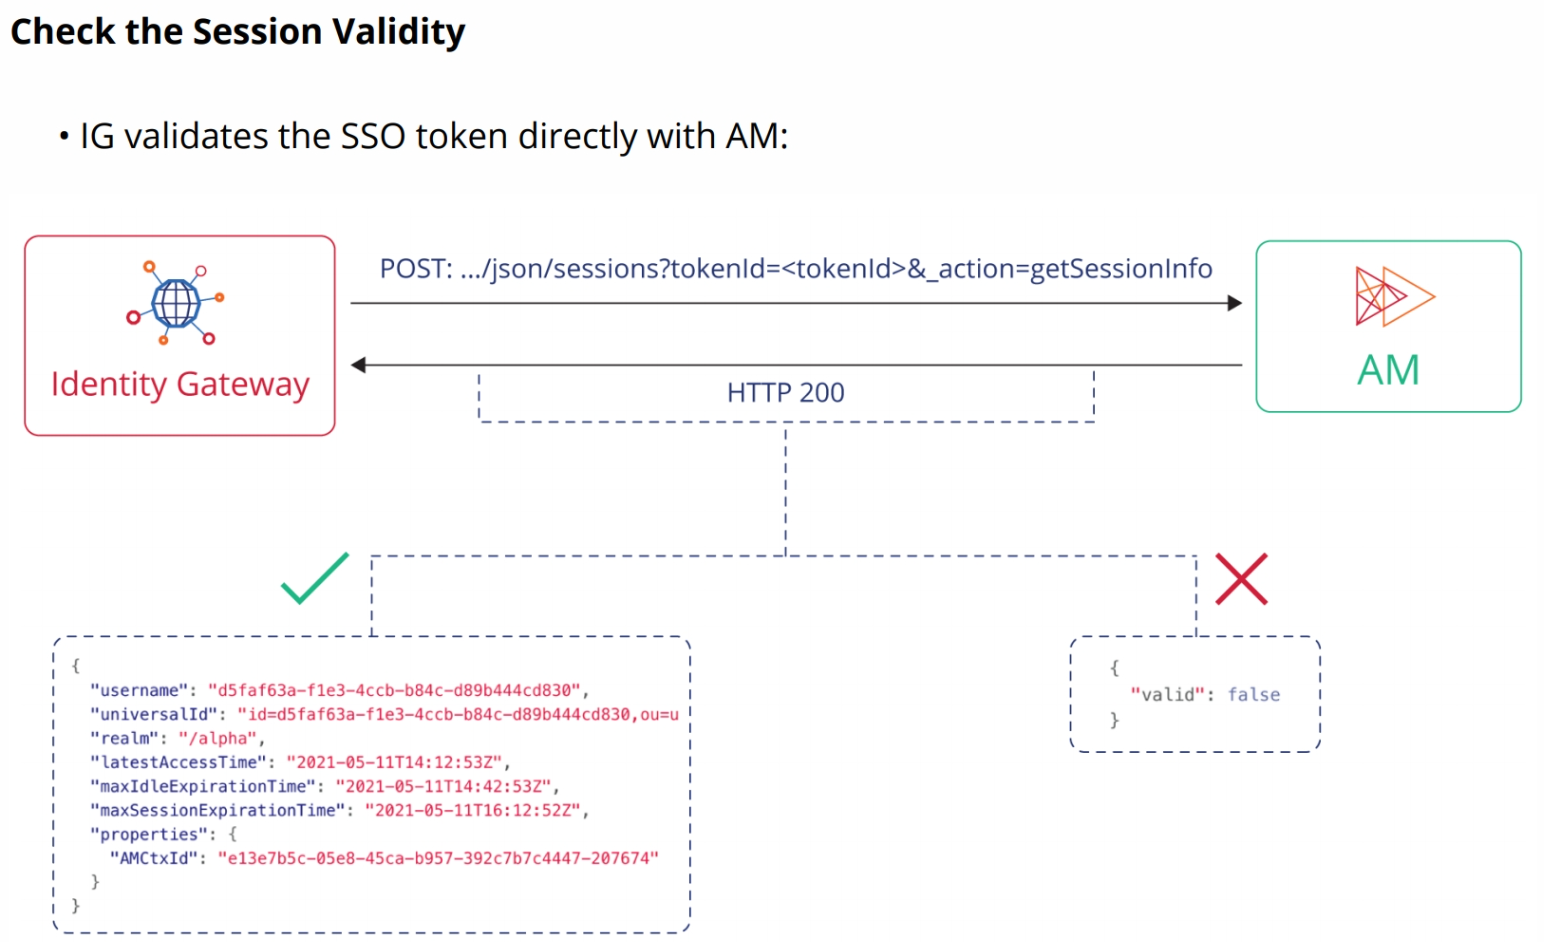 Check the Session Validity
• IG validates the SSO token directly with AM:
POST: .../json/sessions?tokenId=<tokenId>&_action=getSessionInfo
Identity Gateway
AM
HTTP 200
{
"username": "d5faf63a-f1e3-4ccb-b84c-d89b444cd830",
"universalId": "id=d5faf63a-f1e3-4ccb-b84c-d89b444cd830,ou=u
"realm": "/alpha",
"latestAccessTime": "2021-05-11T14:12:53Z",
"maxIdleExpirationTime": "2021-05-11T14:42:53Z",
"maxSessionExpirationTime": "2021-05-11T16:12:52Z",
"properties": {
"AMCtxId": "e13e7b5c-05e8-45ca-b957-392c7b7c4447-207674"
}
}
{
"valid": false
}